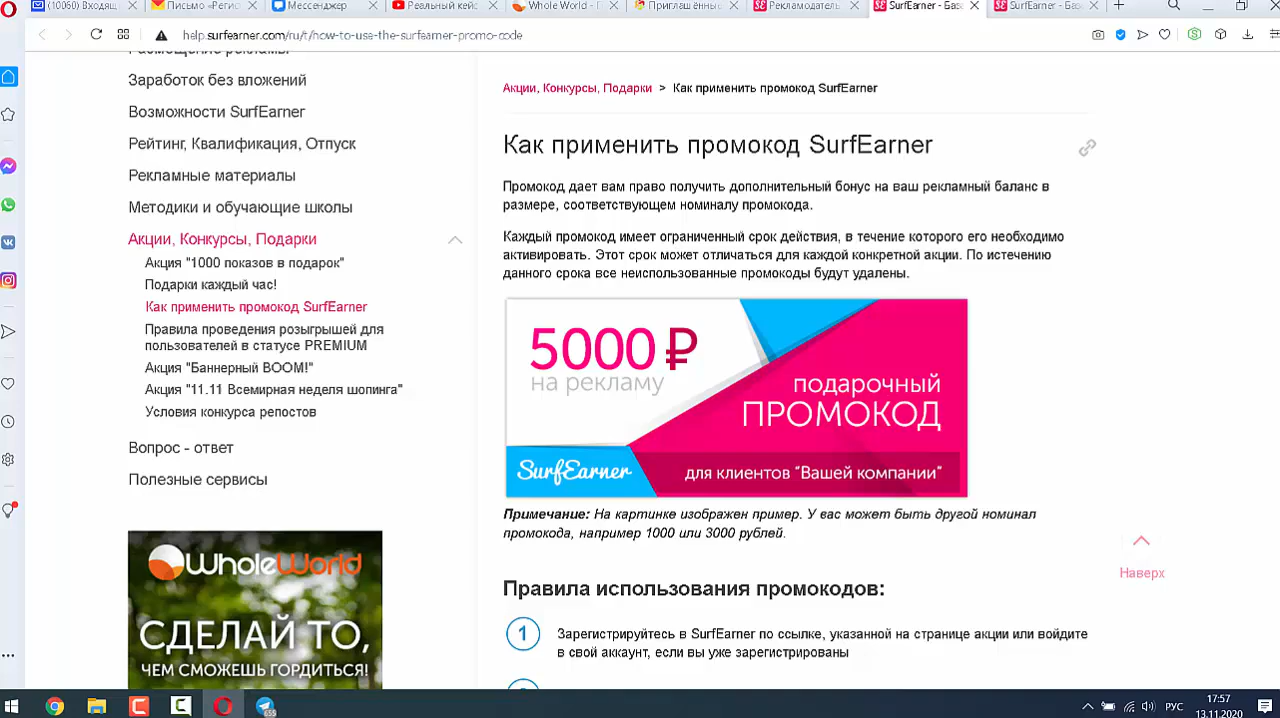 (10060) Входящ
Письмо «Регио
Мессенджер
Реальный кейс
Whole World - П
Приглашённы
Рекламодатель
SurfEarner - База
SurfEarner - База
help.surfearner.com/ru/t/how-to-use-the-surfearner-promo-code
Размещение рекламы
Заработок без вложений
Возможности SurfEarner
Рейтинг, Квалификация, Отпуск
Рекламные материалы
Методики и обучающие школы
Акции, Конкурсы, Подарки
Акция "1000 показов в подарок"
Подарки каждый час!
Как применить промокод SurfEarner
Правила проведения розыгрышей для
пользователей в статусе PREMIUM
Акция "Баннерный BOOM!"
Акция "11.11 Всемирная неделя шопинга"
Условия конкурса репостов
Вопрос - ответ
Полезные сервисы
WholeWorld
СДЕЛАЙ ТО,
ЧЕМ СМОЖЕШЬ ГОРДИТЬСЯ!
Акции, Конкурсы, Подарки > Как применить промокод SurfEarner
Как применить промокод SurfEarner
Промокод дает вам право получить дополнительный бонус на ваш рекламный баланс в
размере, соответствующем номиналу промокода.
Каждый промокод имеет ограниченный срок действия, в течение которого его необходимо
активировать. Этот срок может отличаться для каждой конкретной акции. По истечению
данного срока все неиспользованные промокоды будут удалены.
5000 ₽
на рекламу
подарочный
ПРОМОКОД
SurfEarner
для клиентов "Вашей компании"
Примечание: На картинке изображен пример. У вас может быть другой номинал
промокода, например 1000 или 3000 рублей.
Правила использования промокодов:
1
Зарегистрируйтесь в SurfEarner по ссылке, указанной на странице акции или войдите
в свой аккаунт, если вы уже зарегистрированы
Наверх
РУС
17:57
13.11.2020